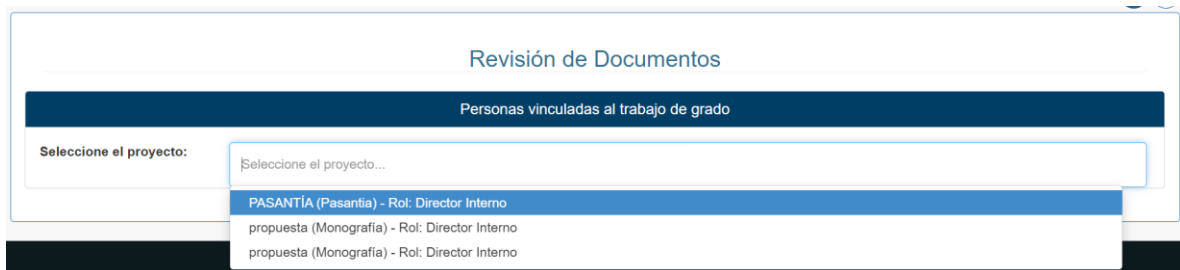 Revisión de Documentos
Personas vinculadas al trabajo de grado
Seleccione el proyecto:
Seleccione el proyecto...
PASANTÍA (Pasantia) - Rol: Director Interno
propuesta (Monografía) - Rol: Director Interno
propuesta (Monografía) - Rol: Director Interno